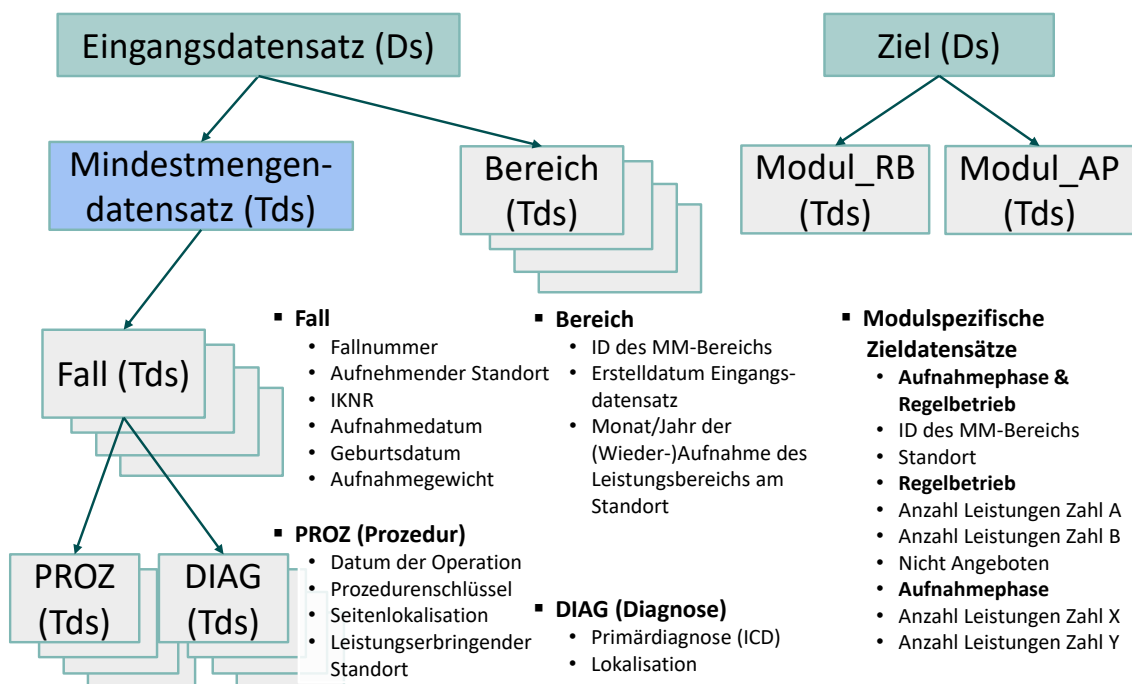 Eingangsdatensatz (Ds)
Ziel (Ds)
Mindestmengen-
datensatz (Tds)
Bereich
(Tds)
Modul_RB
(Tds)
Modul_AP
(Tds)
Fall (Tds)
PROZ
(Tds)
DIAG
(Tds)
▪ Fall
• Fallnummer
• Aufnehmender Standort
• IKNR
• Aufnahmedatum
• Geburtsdatum
• Aufnahmegewicht
▪ PROZ (Prozedur)
• Datum der Operation
• Prozedurenschlüssel
• Seitenlokalisation
• Leistungserbringender
Standort
▪ Bereich
• ID des MM-Bereichs
• Erstelldatum Eingangs-
datensatz
• Monat/Jahr der
(Wieder-)Aufnahme des
Leistungsbereichs am
Standort
▪ DIAG (Diagnose)
• Primärdiagnose (ICD)
• Lokalisation
▪ Modulspezifische
Zieldatensätze
• Aufnahmephase &
Regelbetrieb
• ID des MM-Bereichs
• Standort
• Regelbetrieb
• Anzahl Leistungen Zahl A
• Anzahl Leistungen Zahl B
• Nicht Angeboten
• Aufnahmephase
• Anzahl Leistungen Zahl X
• Anzahl Leistungen Zahl Y